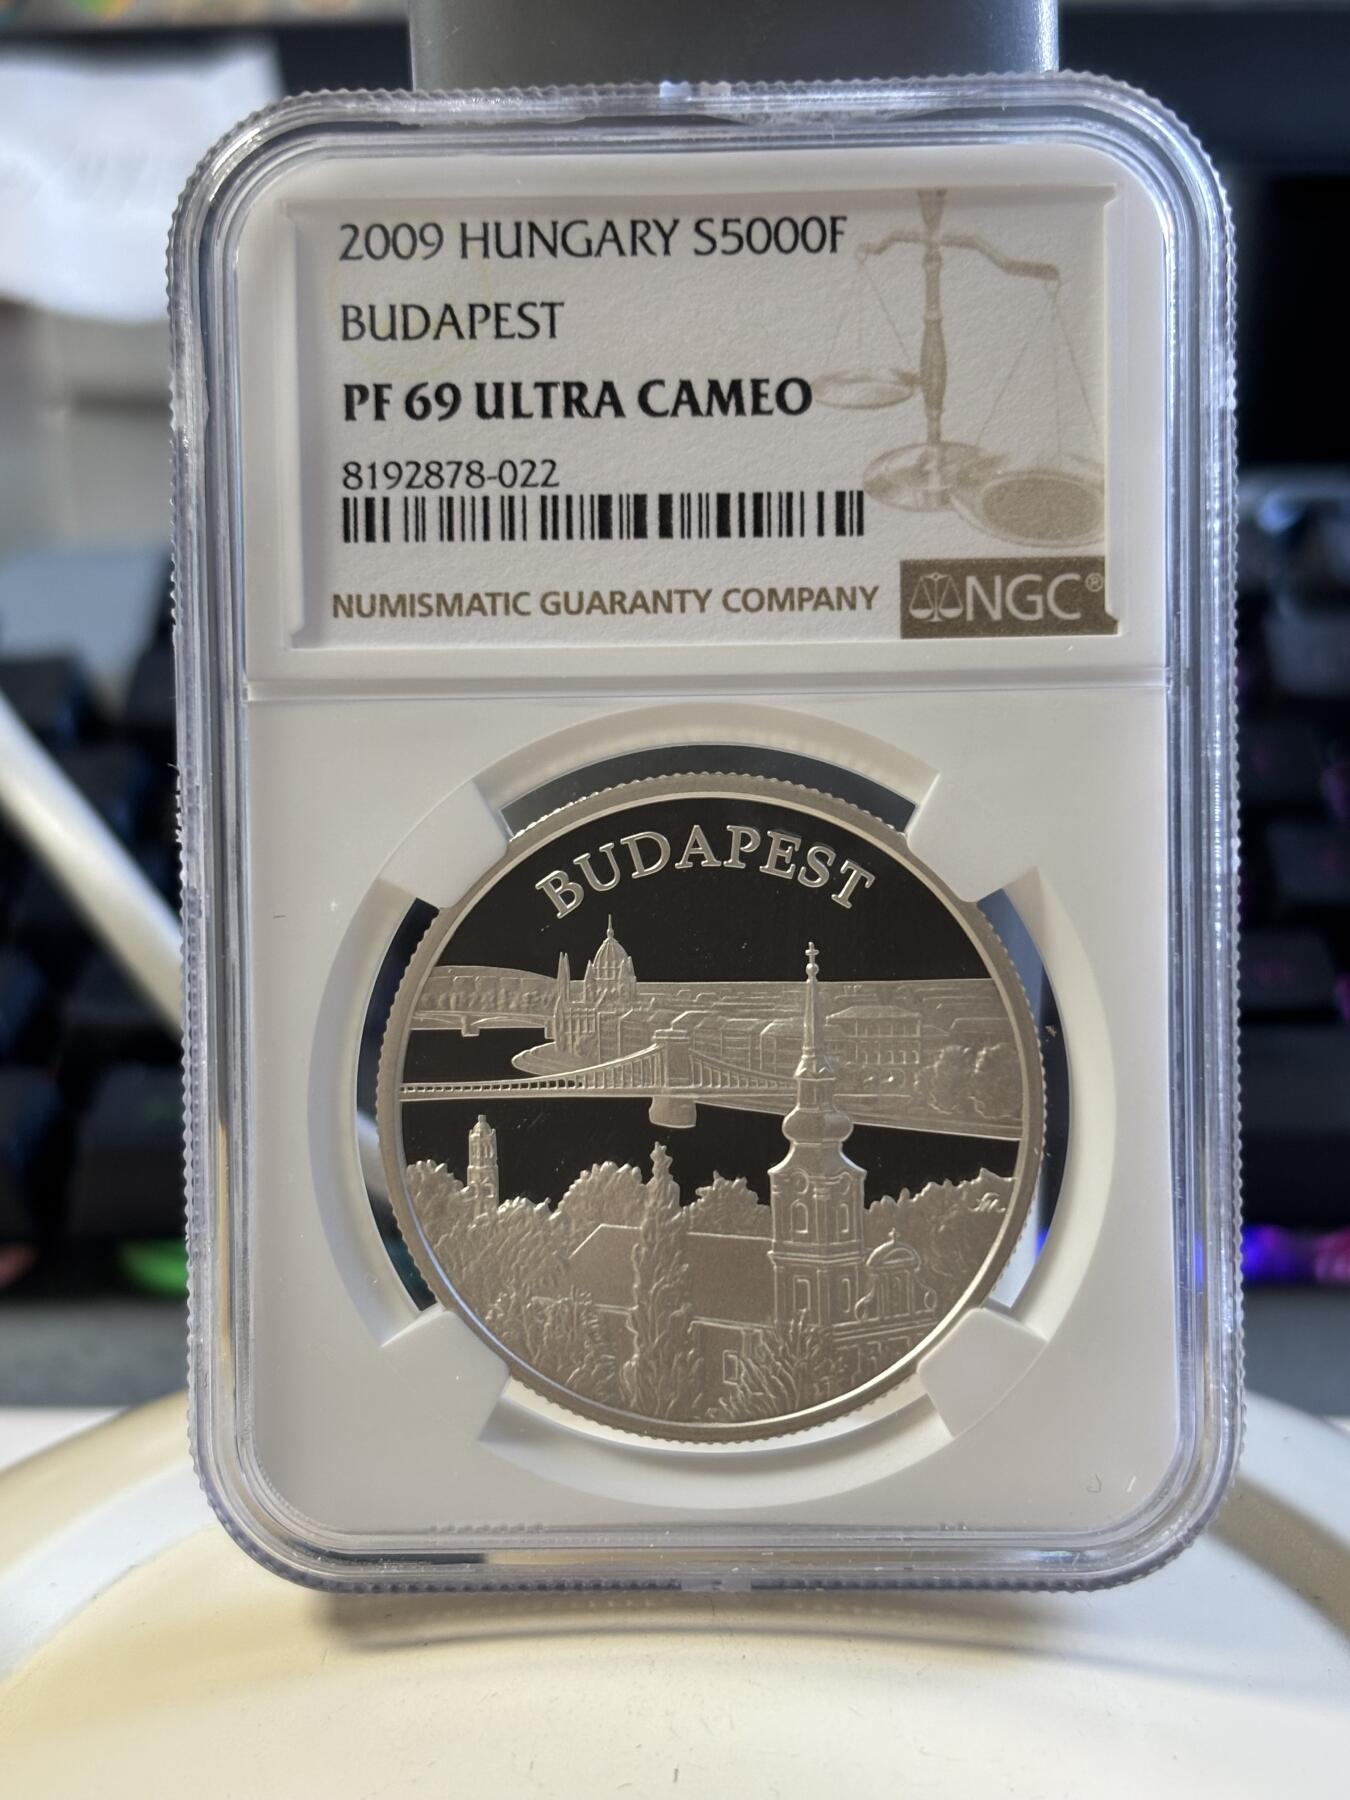 2009 HUNGARY S5000F
BUDAPEST
PF 69 ULTRA CAMEO
8192878-022
NUMISMATIC GUARANTY COMPANY
NGC®
BUDAPEST